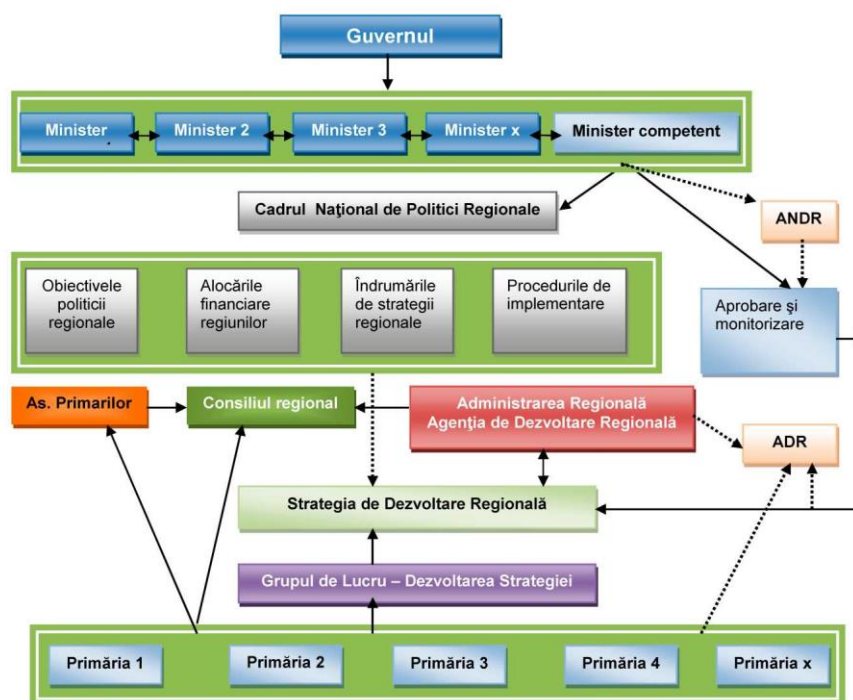 Guvernul
Minister
Minister 2
Minister 3
Minister x
Minister competent
Cadrul Naţional de Politici Regionale
ANDR
Obiectivele
politicii
regionale
Alocările
financiare
regiunilor
Îndrumările
de strategii
regionale
Procedurile de
implementare
Aprobare şi
monitorizare
As. Primarilor
Consiliul regional
Administrarea Regională
Agenţia de Dezvoltare Regională
ADR
Strategia de Dezvoltare Regională
Grupul de Lucru – Dezvoltarea Strategiei
Primăria 1
Primăria 2
Primăria 3
Primăria 4
Primăria x